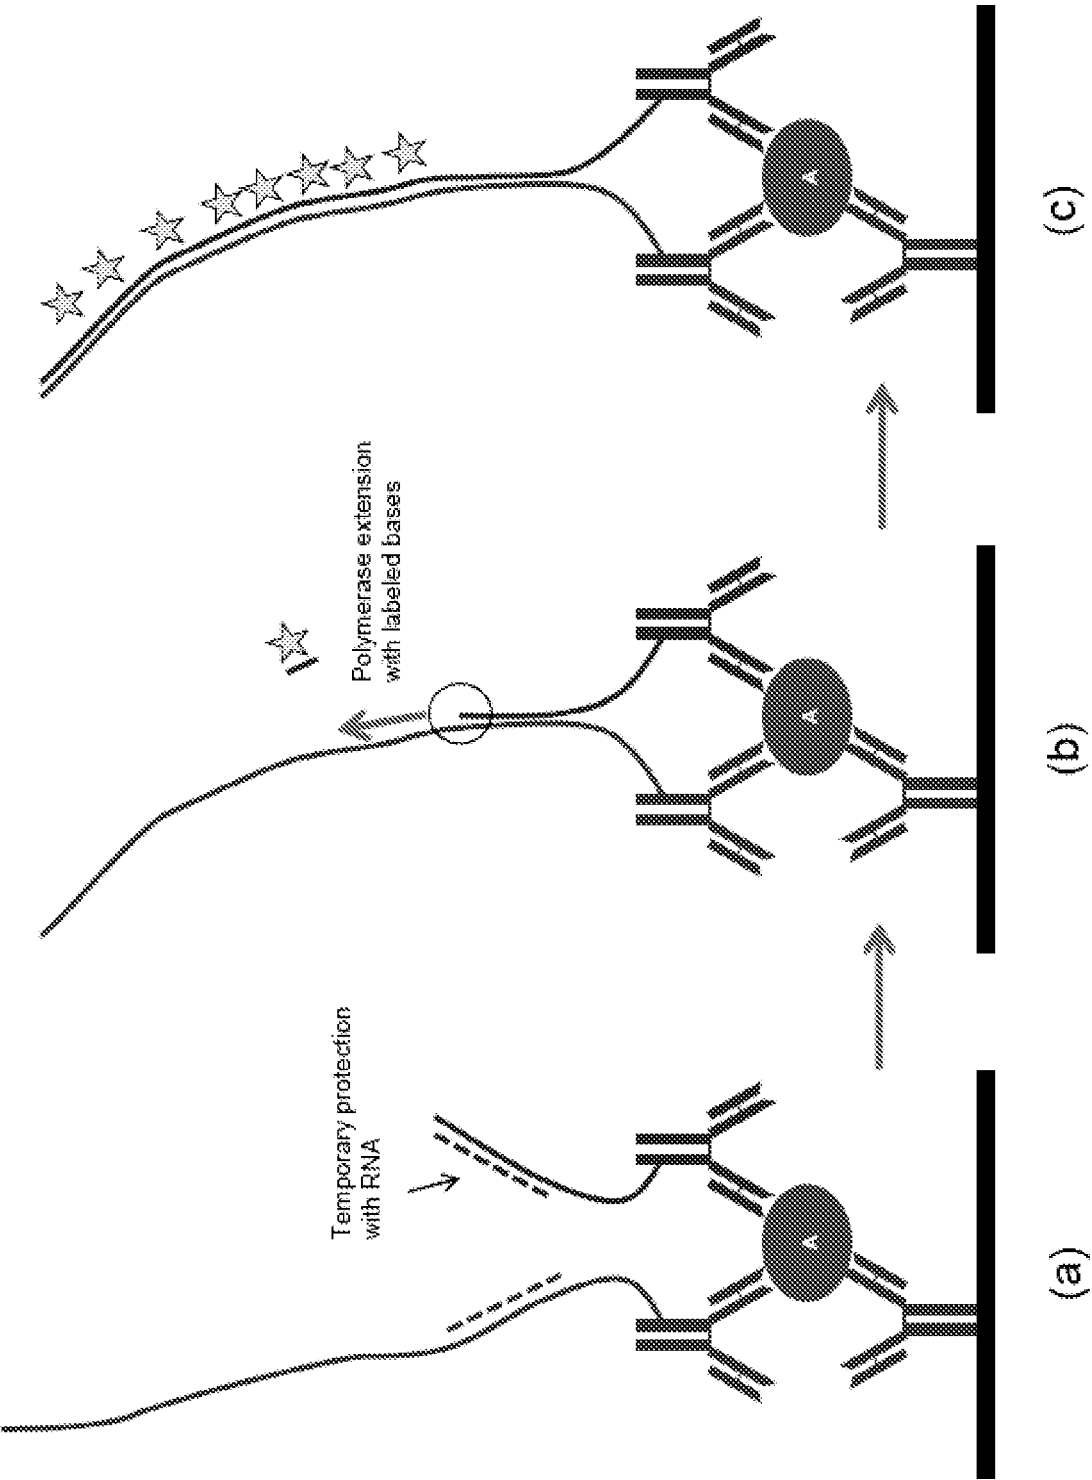 Temporary protection
with RNA
A
(a)
Polymerase extension
with labeled bases
A
(b)
A
(c)